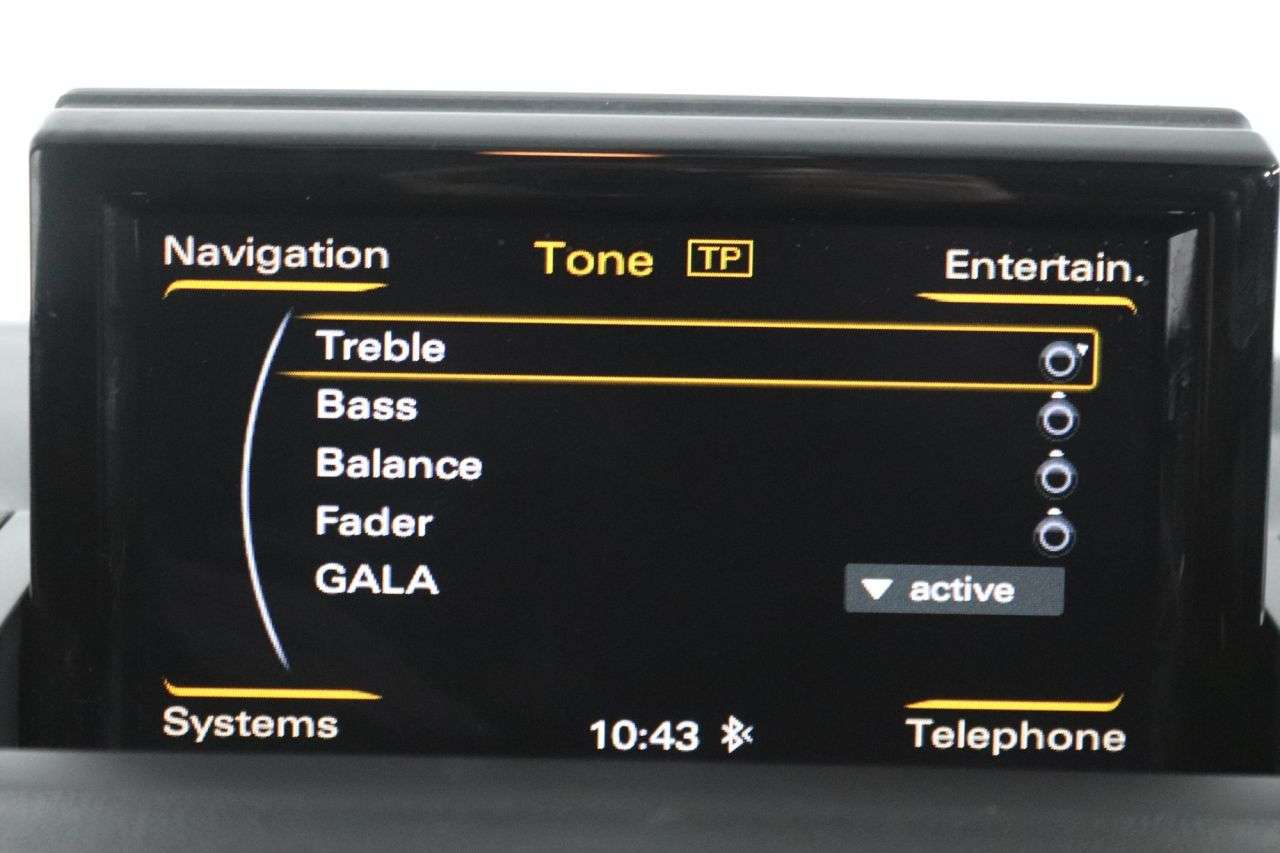 Navigation Tone TP Entertain.
Treble
Bass
Balance
Fader
GALA active
Systems 10:43 Telephone